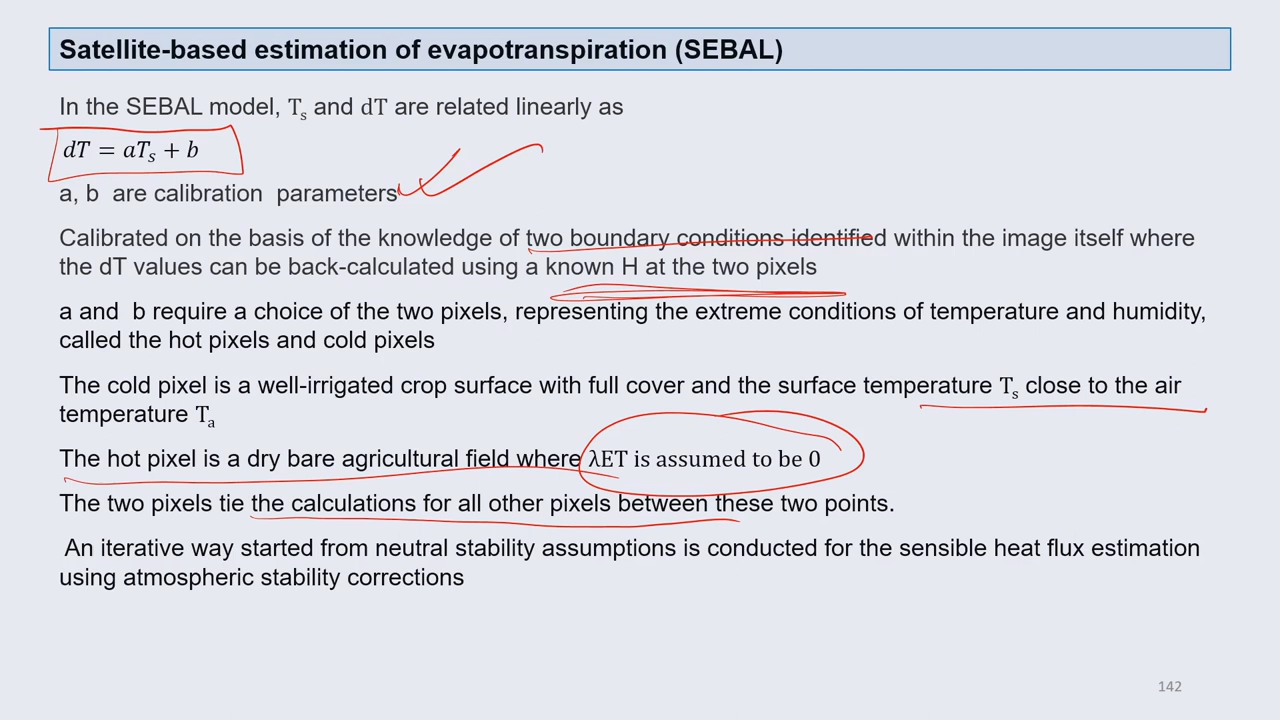 Satellite-based estimation of evapotranspiration (SEBAL)
In the SEBAL model, Tₛ and dT are related linearly as
dT = aTₛ + b
a, b are calibration parameters
Calibrated on the basis of the knowledge of two boundary conditions identified within the image itself where
the dT values can be back-calculated using a known H at the two pixels
a and b require a choice of the two pixels, representing the extreme conditions of temperature and humidity,
called the hot pixels and cold pixels
The cold pixel is a well-irrigated crop surface with full cover and the surface temperature Tₛ close to the air
temperature Tₐ
The hot pixel is a dry bare agricultural field where λET is assumed to be 0
The two pixels tie the calculations for all other pixels between these two points.
An iterative way started from neutral stability assumptions is conducted for the sensible heat flux estimation
using atmospheric stability corrections
142